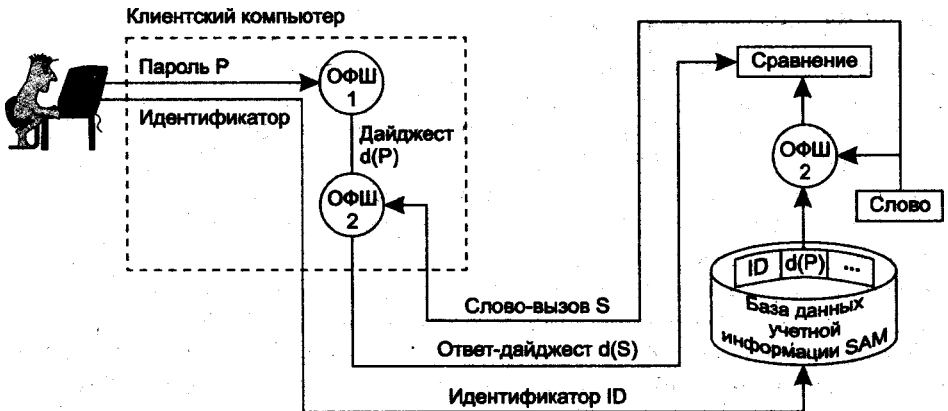 Клиентский компьютер
Пароль Р
ОФШ
1
Сравнение
Идентификатор
Дайджест
d(P)
ОФШ
2
ОФШ
2
Слово
ID
d(P)
...
Слово-вызов S
База данных
учетной
информации SAM
Ответ-дайджест d(S)
Идентификатор ID